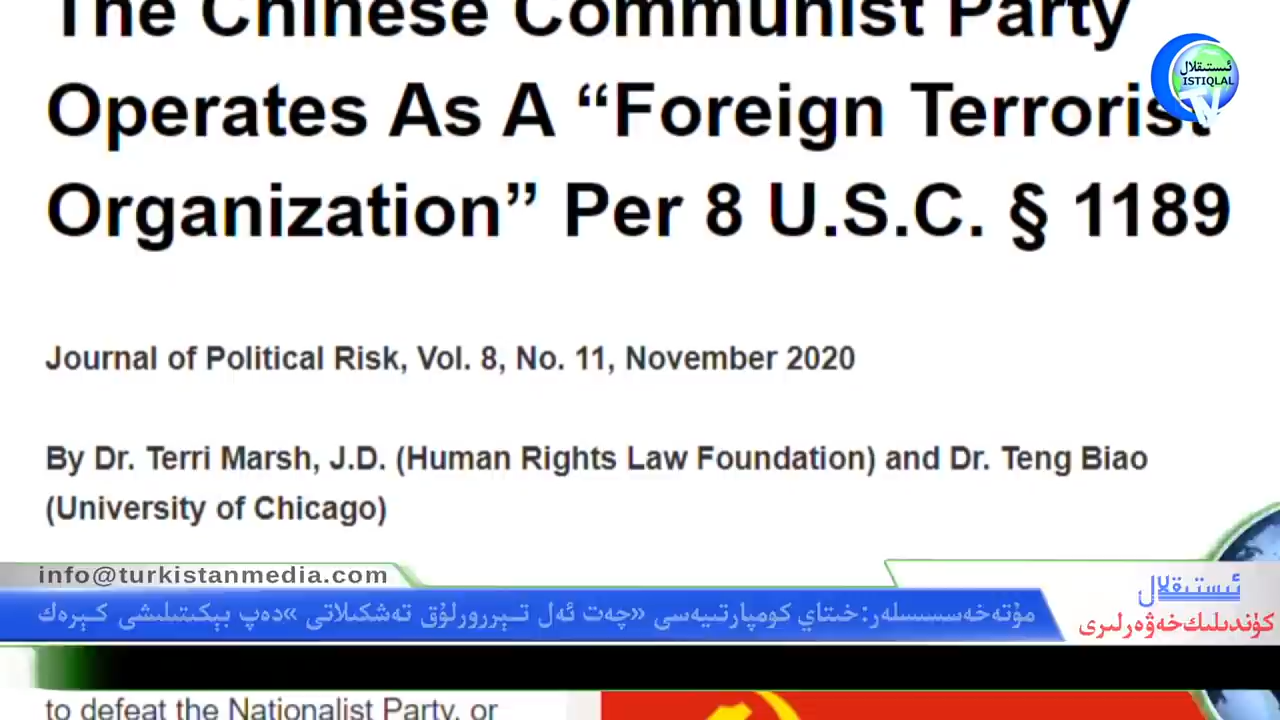 The Chinese Communist Party
Operates As A “Foreign Terrorist
Organization” Per 8 U.S.C. § 1189
ئىستىقلال
ISTIQLAL
TV
Journal of Political Risk, Vol. 8, No. 11, November 2020
By Dr. Terri Marsh, J.D. (Human Rights Law Foundation) and Dr. Teng Biao
(University of Chicago)
info@turkistanmedia.com
ئىستىقلال
مۇتەخەسسىسلەر:خىتاي كومپارتىيەسى «چەت ئەل تېررورلۇق تەشكىلاتى »دەپ بېكىتىلىشى كېرەك
كۈندىلىك خەۋەرلىرى
to defeat the Nationalist Party, or